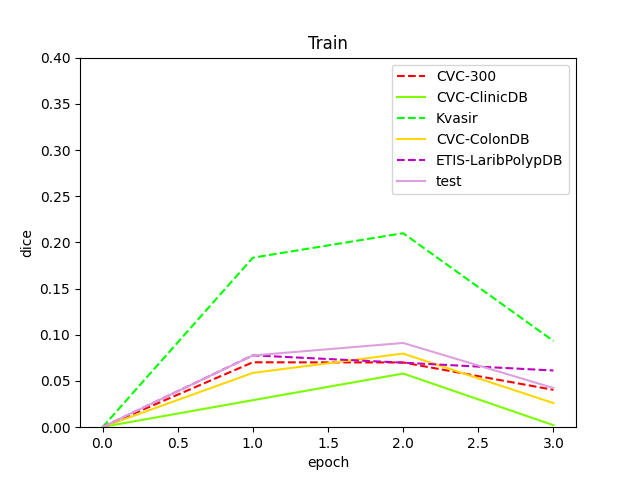 Train
0.40
0.35
0.30
0.25
0.20
0.15
0.10
0.05
0.00
dice
CVC-300
CVC-ClinicDB
Kvasir
CVC-ColonDB
ETIS-LaribPolypDB
test
0.0 0.5 1.0 1.5 2.0 2.5 3.0
epoch